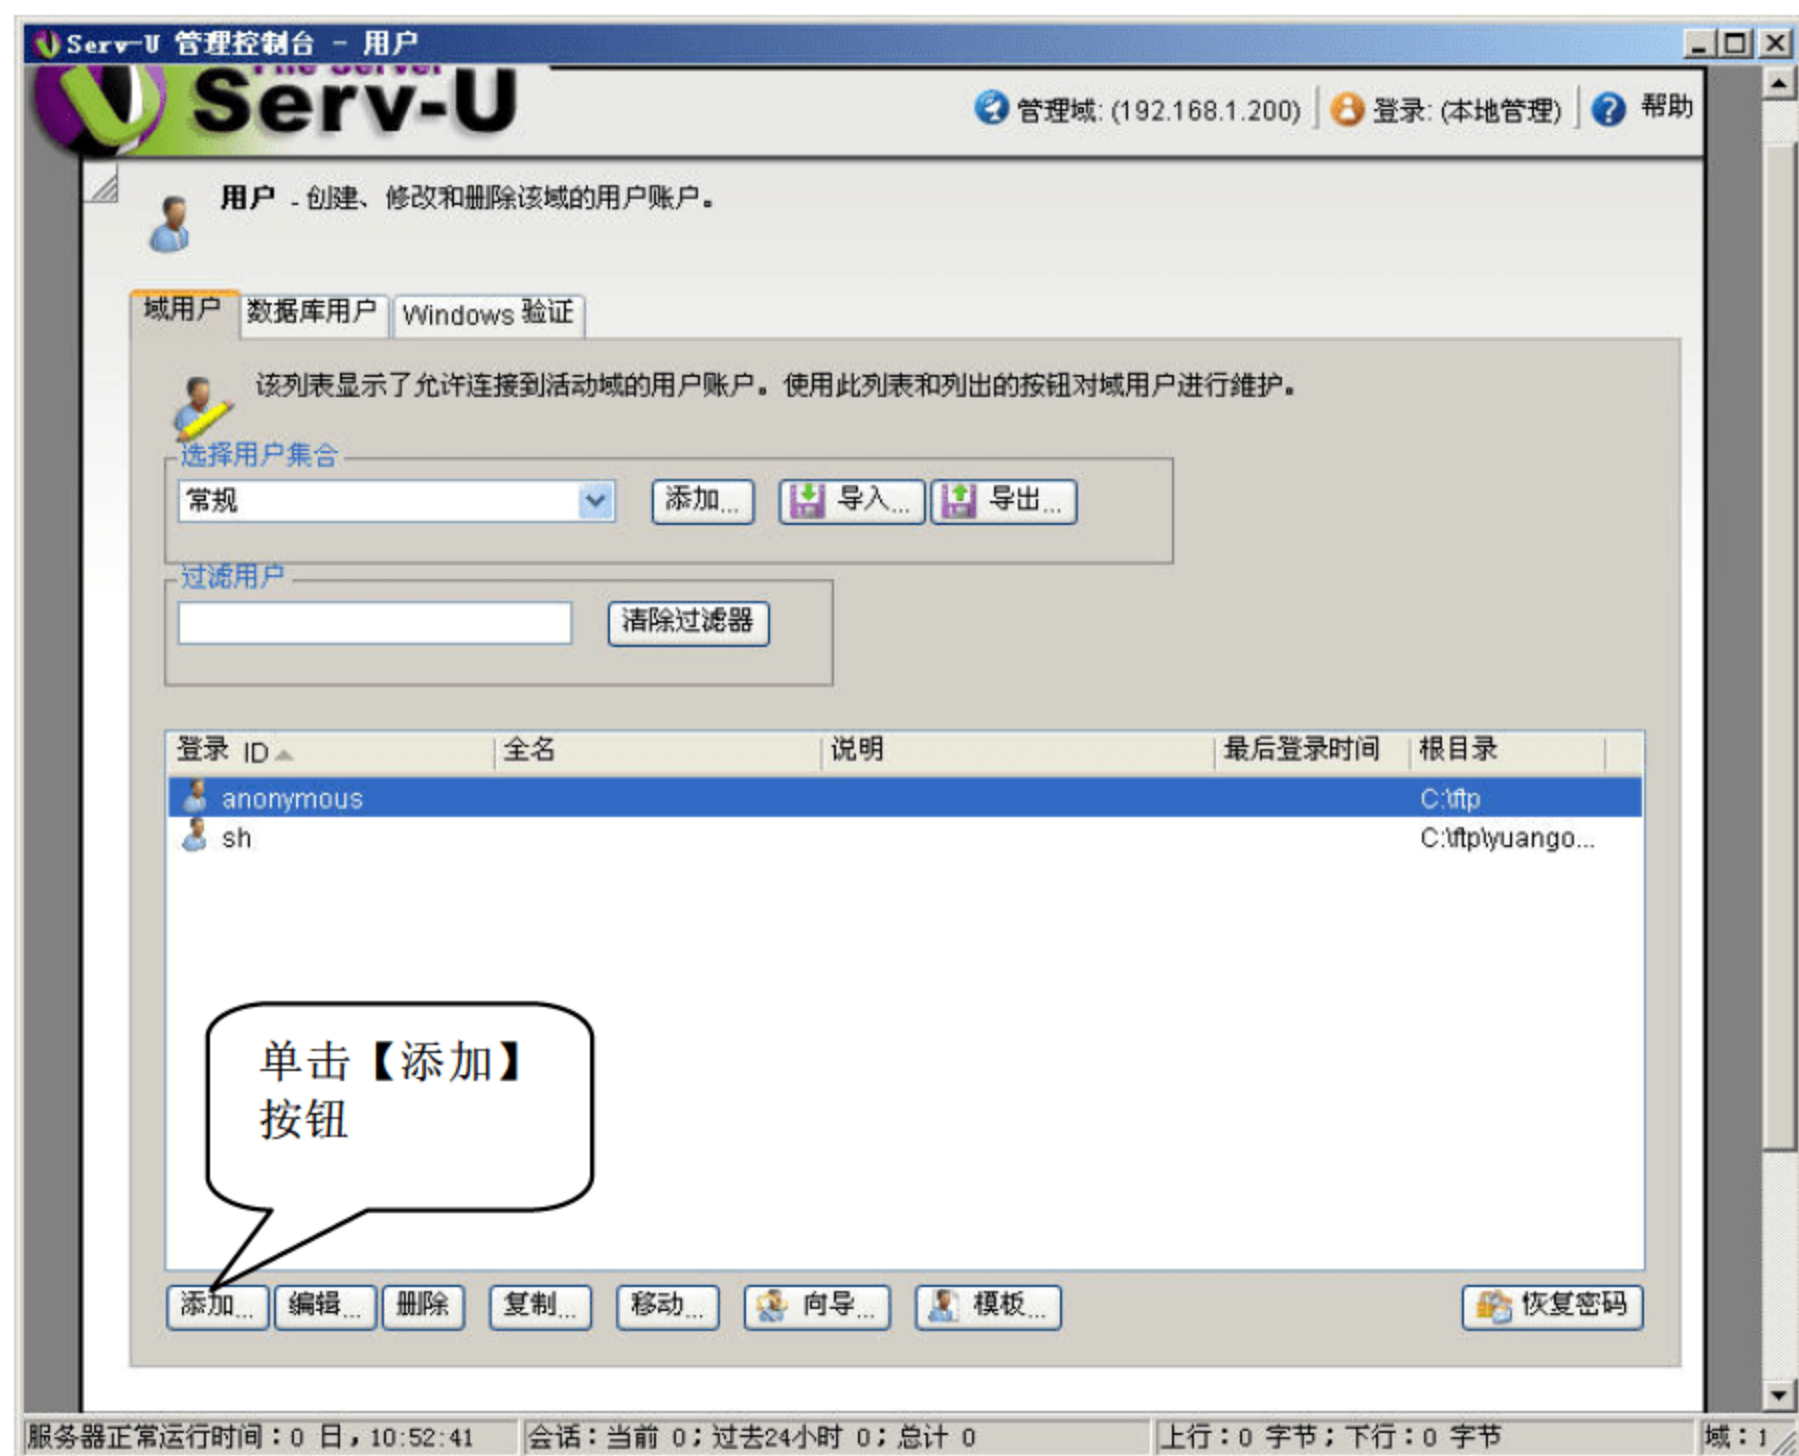 Serv-U 管理控制台 - 用户
File Server
Serv-U
管理域: (192.168.1.200)
登录: (本地管理)
帮助
用户 - 创建、修改和删除该域的用户账户。
域用户 数据库用户 Windows 验证
该列表显示了允许连接到活动域的用户账户。使用此列表和列出的按钮对域用户进行维护。
选择用户集合
常规 添加... 导入... 导出...
过滤用户
清除过滤器
登录 ID 全名 说明 最后登录时间 根目录
anonymous C:\ftp
sh C:\ftp\yuango...
单击【添加】
按钮
添加... 编辑... 删除 复制... 移动... 向导... 模板... 恢复密码
服务器正常运行时间：0 日，10:52:41 会话：当前 0；过去24小时 0；总计 0 上行：0 字节；下行：0 字节 域：1